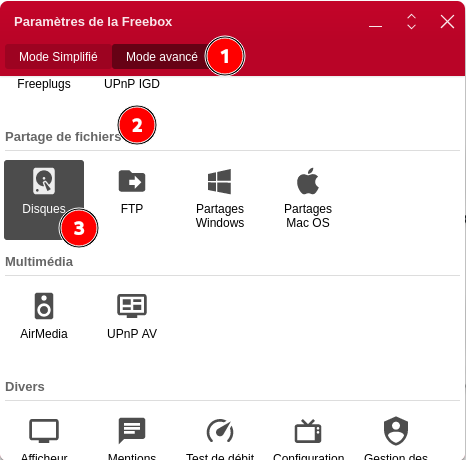 Paramètres de la Freebox
Mode Simplifié
Mode avancé
1
Freeplugs
UPnP IGD
2
Partage de fichiers
Disques
FTP
Partages
Windows
Partages
Mac OS
3
Multimédia
AirMedia
UPnP AV
Divers
Afficheur
Mentions
Test de débit
Configuration
Gestion des